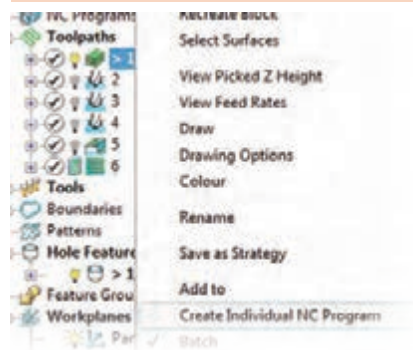 NC Programs
Toolpaths
> 1
2
3
4
5
6
Tools
Boundaries
Patterns
Hole Feature
> 1
Feature Grou
Workplanes
Par
Recreate Block
Select Surfaces
View Picked Z Height
View Feed Rates
Draw
Drawing Options
Colour
Rename
Save as Strategy
Add to
Create Individual NC Program
Batch